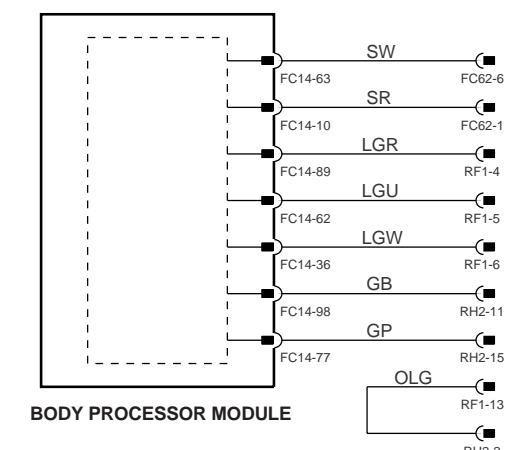 SW
FC14-63 FC62-6
SR
FC14-10 FC62-1
LGR
FC14-89 RF1-4
LGU
FC14-62 RF1-5
LGW
FC14-36 RF1-6
GB
FC14-98 RH2-11
GP
FC14-77 RH2-15
OLG
RF1-13
BODY PROCESSOR MODULE